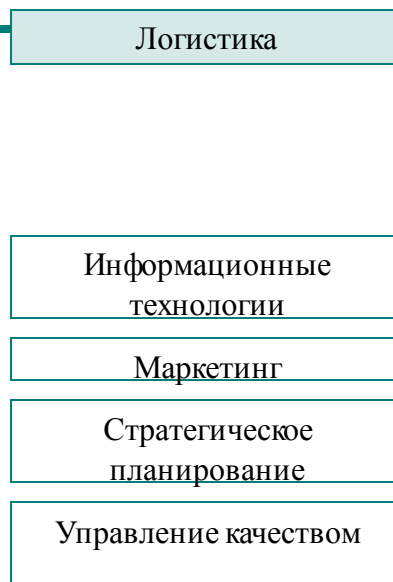 Логистика
Информационные
технологии
Маркетинг
Стратегическое
планирование
Управление качеством